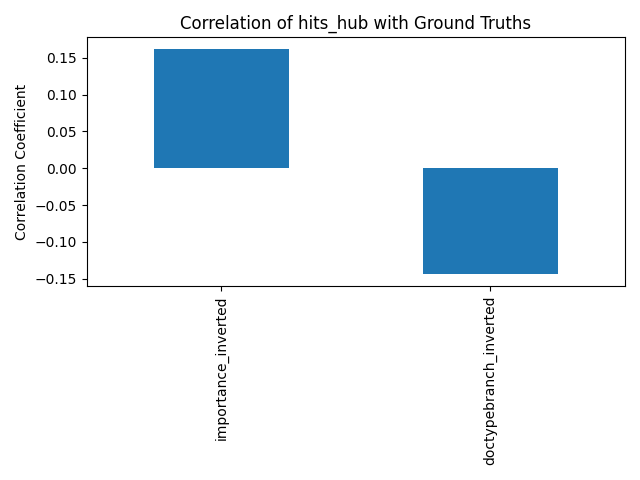 Correlation of hits_hub with Ground Truths
Correlation Coefficient
0.15
0.10
0.05
0.00
−0.05
−0.10
−0.15
importance_inverted
doctypebranch_inverted